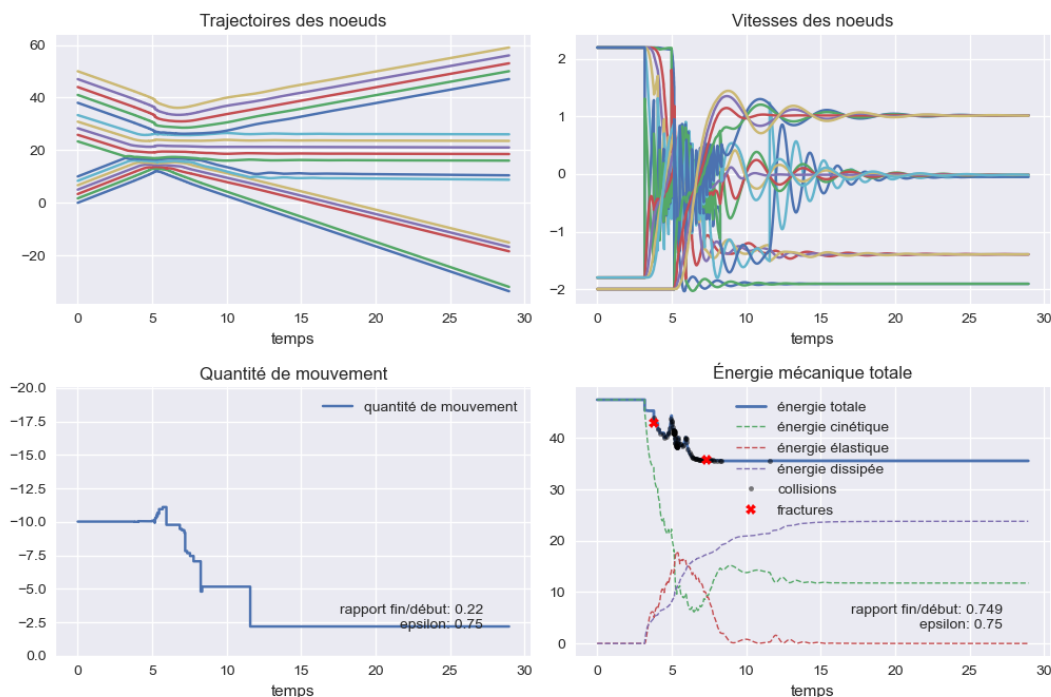 Trajectoires des noeuds
60
40
20
0
−20
0 5 10 15 20 25 30
temps
Vitesses des noeuds
2
1
0
−1
−2
0 5 10 15 20 25 30
temps
Quantité de mouvement
−20.0
−17.5
−15.0
−12.5
−10.0
−7.5
−5.0
−2.5
0.0
quantité de mouvement
rapport fin/début: 0.22
epsilon: 0.75
0 5 10 15 20 25 30
temps
Énergie mécanique totale
40
30
20
10
0
énergie totale
énergie cinétique
énergie élastique
énergie dissipée
collisions
fractures
rapport fin/début: 0.749
epsilon: 0.75
0 5 10 15 20 25 30
temps